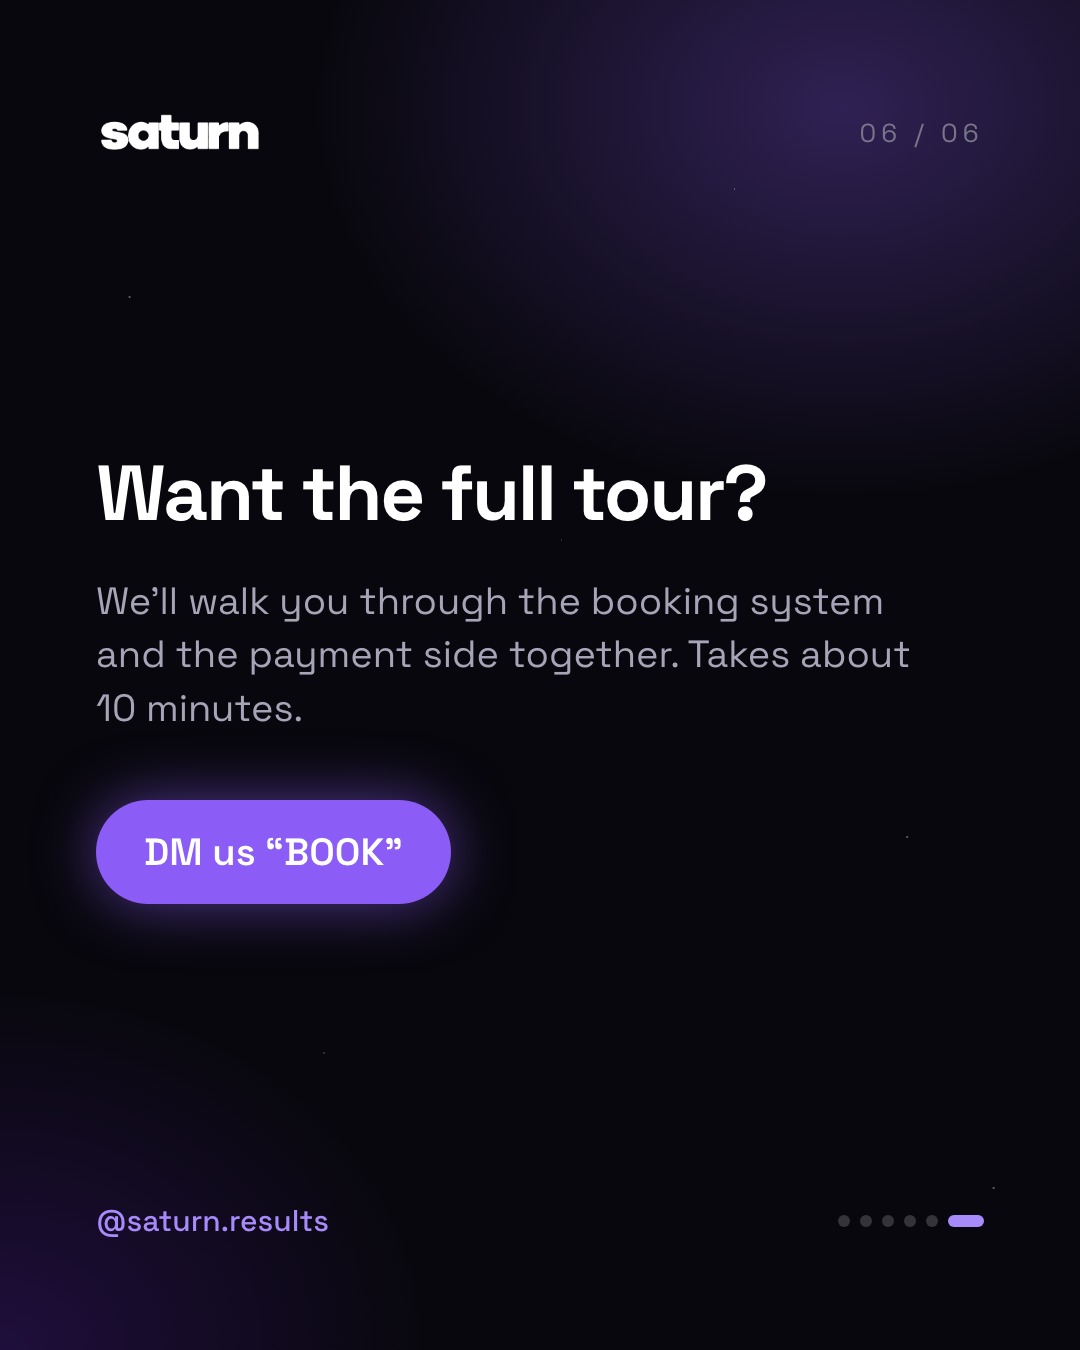 saturn
06 / 06
Want the full tour?
We’ll walk you through the booking system
and the payment side together. Takes about
10 minutes.
DM us “BOOK”
@saturn.results